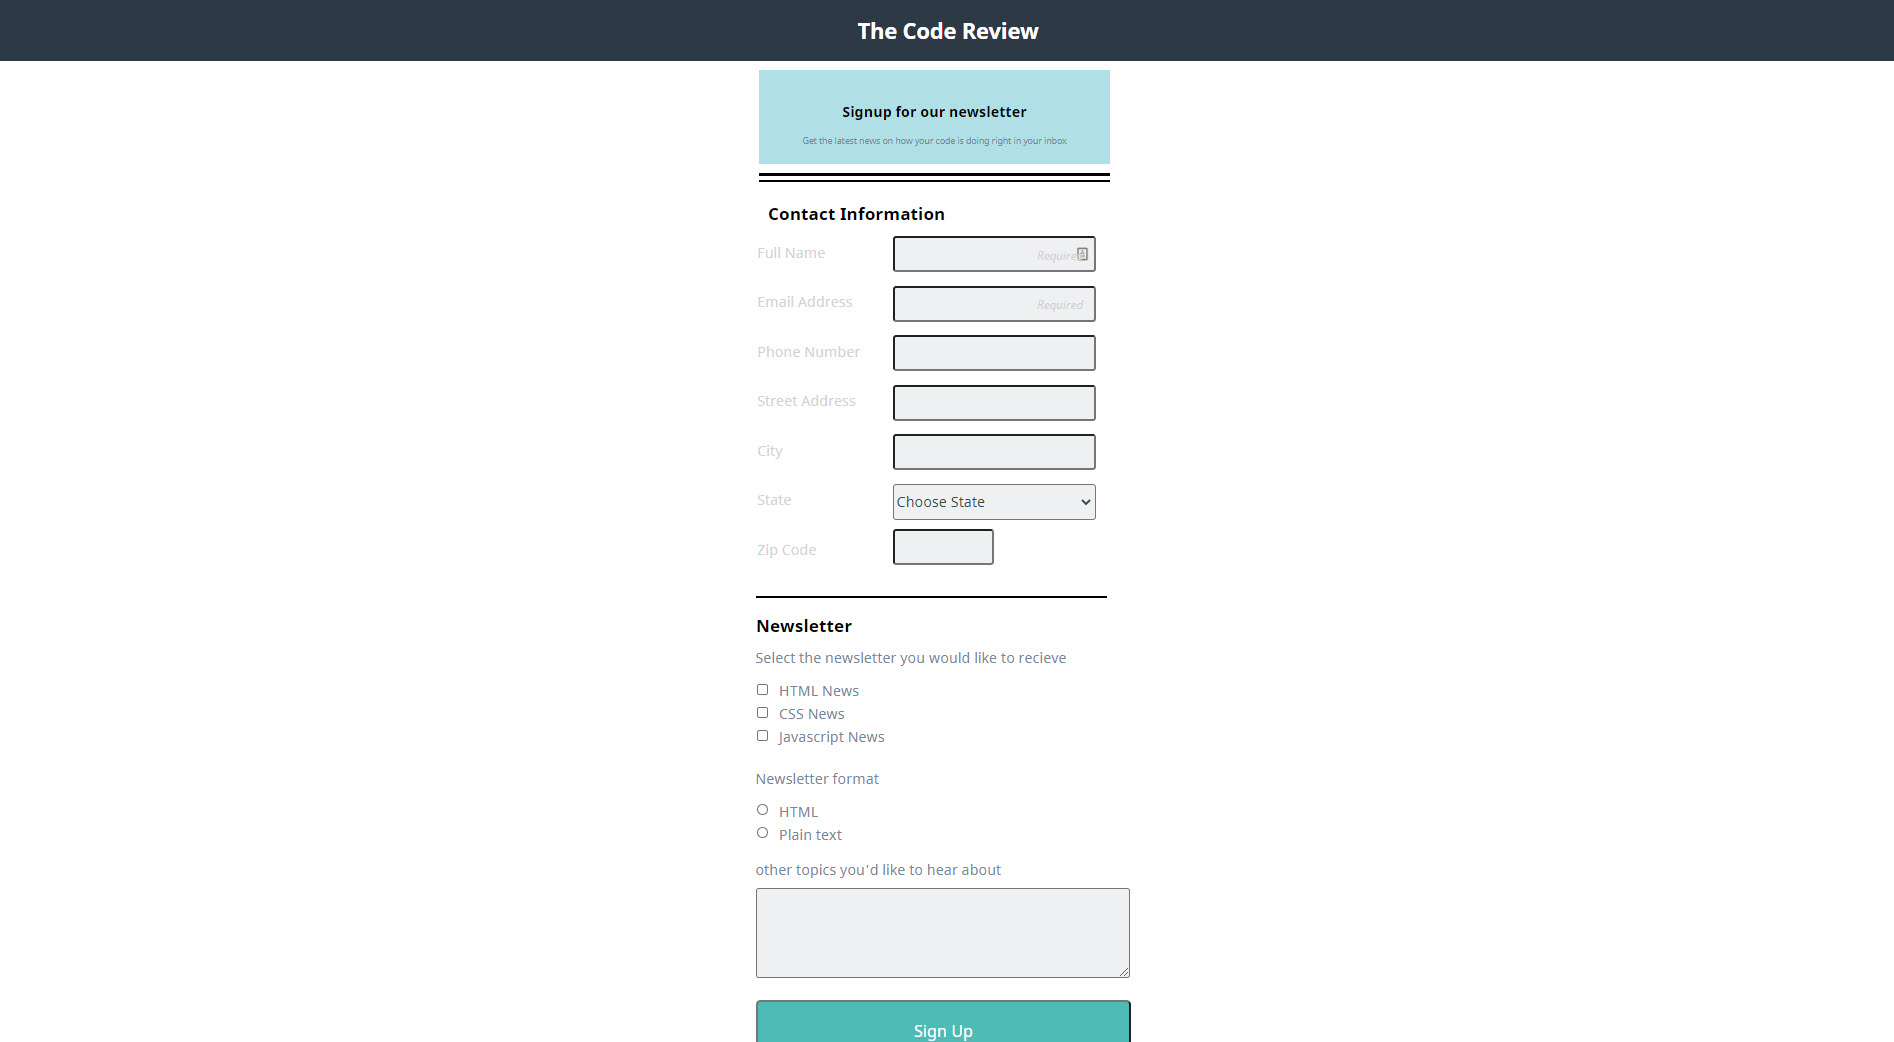 The Code Review
Signup for our newsletter
Get the latest news on how your code is doing right in your inbox
Contact Information
Full Name
Required
Email Address
Required
Phone Number
Street Address
City
State
Choose State
Zip Code
Newsletter
Select the newsletter you would like to recieve
HTML News
CSS News
Javascript News
Newsletter format
HTML
Plain text
other topics you'd like to hear about
Sign Up